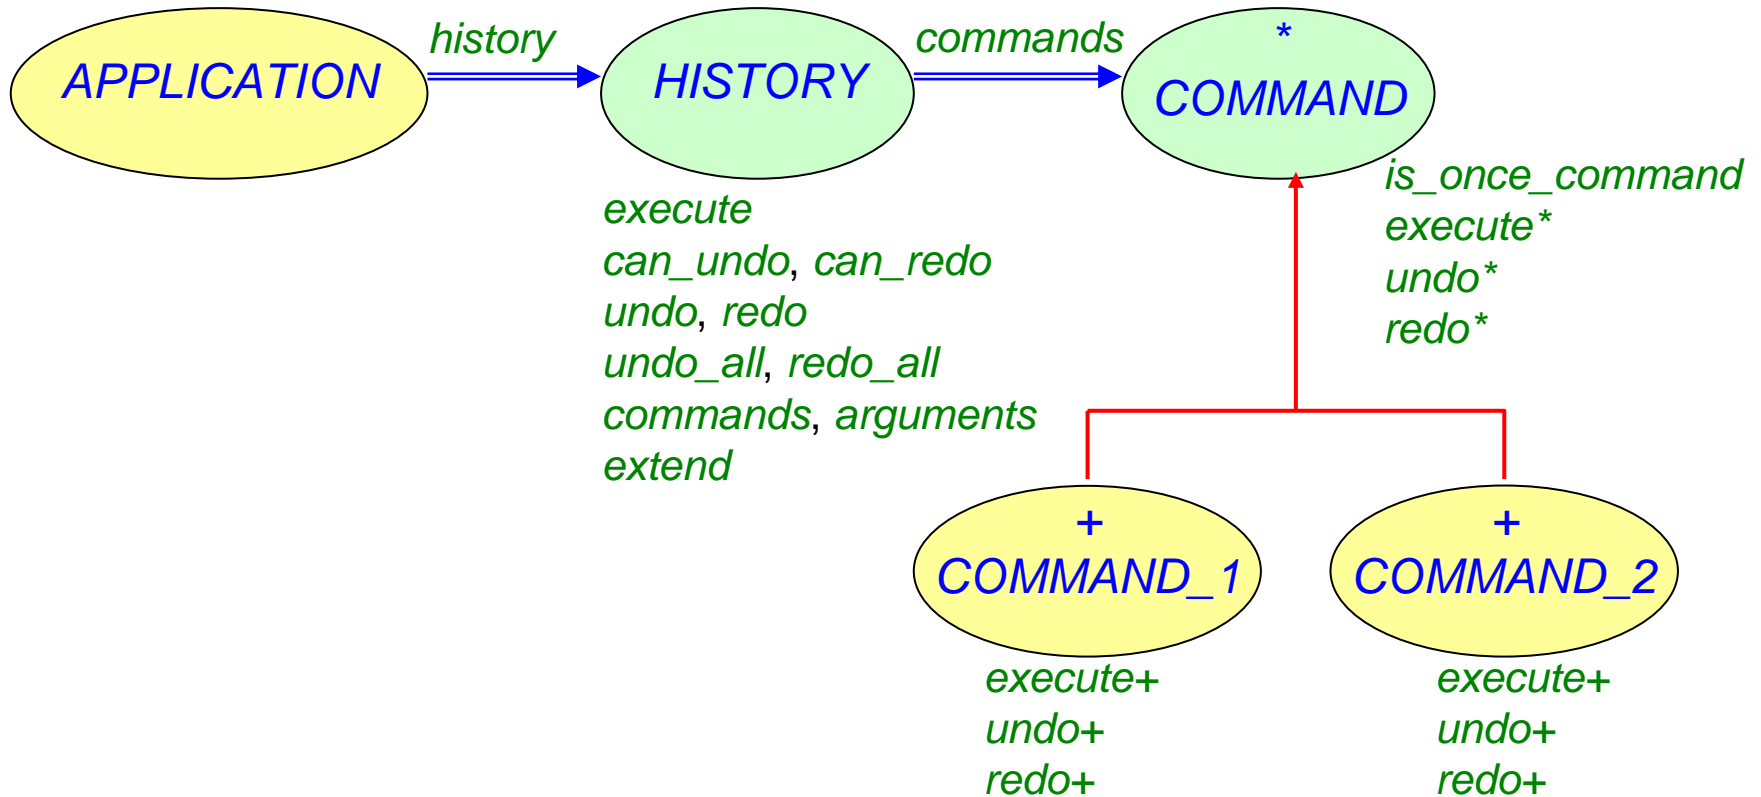 history
commands
*
APPLICATION
HISTORY
COMMAND
is_once_command
execute*
undo*
redo*
execute
can_undo, can_redo
undo, redo
undo_all, redo_all
commands, arguments
extend
+
COMMAND_1
execute+
undo+
redo+
+
COMMAND_2
execute+
undo+
redo+